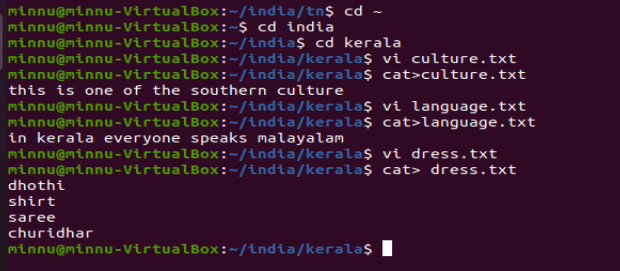 minnu@minnu-VirtualBox:~/india/tn$ cd ~
minnu@minnu-VirtualBox:~$ cd india
minnu@minnu-VirtualBox:~/india$ cd kerala
minnu@minnu-VirtualBox:~/india/kerala$ vi culture.txt
minnu@minnu-VirtualBox:~/india/kerala$ cat>culture.txt
this is one of the southern culture
minnu@minnu-VirtualBox:~/india/kerala$ vi language.txt
minnu@minnu-VirtualBox:~/india/kerala$ cat>language.txt
in kerala everyone speaks malayalam
minnu@minnu-VirtualBox:~/india/kerala$ vi dress.txt
minnu@minnu-VirtualBox:~/india/kerala$ cat> dress.txt
dhothi
shirt
saree
churidhar
minnu@minnu-VirtualBox:~/india/kerala$